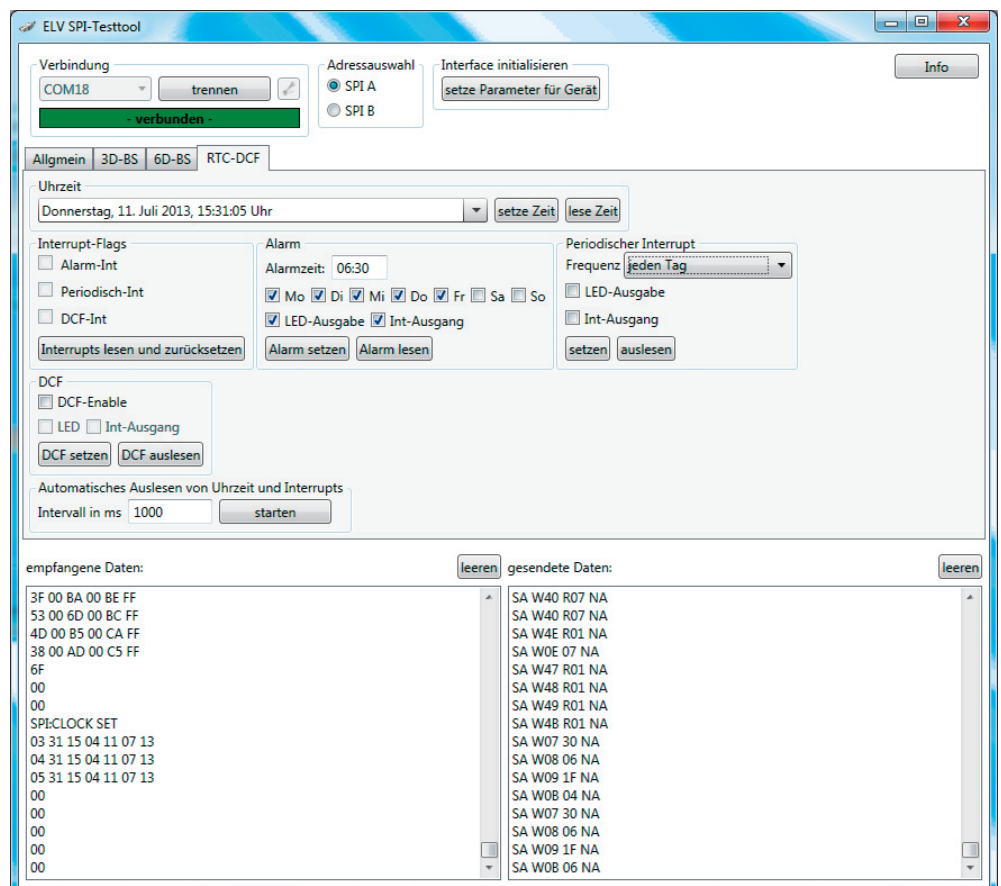 ELV SPI-Testtool
Verbindung
COM18 trennen
- verbunden -
Adressauswahl
SPI A
SPI B
Interface initialisieren
setze Parameter für Gerät
Info
Allgmein 3D-BS 6D-BS RTC-DCF
Uhrzeit
Donnerstag, 11. Juli 2013, 15:31:05 Uhr setze Zeit lese Zeit
Interrupt-Flags
Alarm-Int
Periodisch-Int
DCF-Int
Interrupts lesen und zurücksetzen
Alarm
Alarmzeit: 06:30
Mo Di Mi Do Fr Sa So
LED-Ausgabe Int-Ausgang
Alarm setzen Alarm lesen
Periodischer Interrupt
Frequenz jeden Tag
LED-Ausgabe
Int-Ausgang
setzen auslesen
DCF
DCF-Enable
LED Int-Ausgang
DCF setzen DCF auslesen
Automatisches Auslesen von Uhrzeit und Interrupts
Intervall in ms 1000 starten
empfangene Daten: leeren
3F 00 BA 00 BE FF
53 00 6D 00 BC FF
4D 00 B5 00 CA FF
38 00 AD 00 C5 FF
6F
00
00
SPI:CLOCK SET
03 31 15 04 11 07 13
04 31 15 04 11 07 13
05 31 15 04 11 07 13
00
00
00
00
00
gesendete Daten: leeren
SA W40 R07 NA
SA W40 R07 NA
SA W4E R01 NA
SA W0E 07 NA
SA W47 R01 NA
SA W48 R01 NA
SA W49 R01 NA
SA W4B R01 NA
SA W07 30 NA
SA W08 06 NA
SA W09 1F NA
SA W0B 04 NA
SA W07 30 NA
SA W08 06 NA
SA W09 1F NA
SA W0B 06 NA